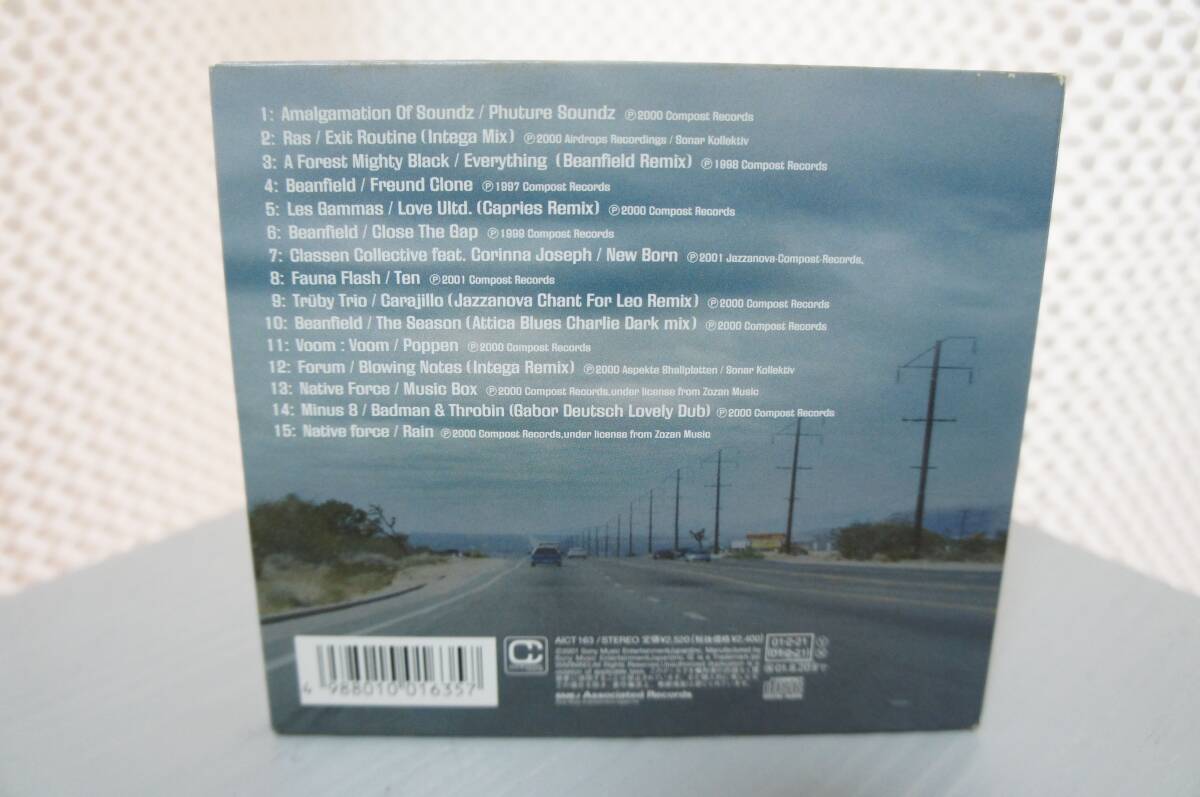 1: Amalgamation Of Soundz / Phuture Soundz ℗2000 Compost Records
2: Ras / Exit Routine (Intega Mix) ℗2000 Airdrops Recordings / Sonar Kollektiv
3: A Forest Mighty Black / Everything (Beanfield Remix) ℗1998 Compost Records
4: Beanfield / Freund Clone ℗1997 Compost Records
5: Les Gammas / Love Ultd. (Capries Remix) ℗2000 Compost Records
6: Beanfield / Close The Gap ℗1999 Compost Records
7: Classen Collective feat. Corinna Joseph / New Born ℗2001 Jazzanova-Compost-Records.
8: Fauna Flash / Ten ℗2001 Compost Records
9: Trüby Trio / Carajillo (Jazzanova Chant For Leo Remix) ℗2000 Compost Records
10: Beanfield / The Season (Attica Blues Charlie Dark mix) ℗2000 Compost Records
11: Voom : Voom / Poppen ℗2000 Compost Records
12: Forum / Blowing Notes (Intega Remix) ℗2000 Aspekte Shallplatten / Sonar Kollektiv
13: Native Force / Music Box ℗2000 Compost Records.under license from Zozan Music
14: Minus 8 / Badman & Throbin (Gabor Deutsch Lovely Dub) ℗2000 Compost Records
15: Native force / Rain ℗2000 Compost Records.under license from Zozan Music
4 988010 016357
AICT 163 / STEREO 定価¥2,520 (税抜価格¥2,400)
01-2-21
(01-2-21)
Associated Records